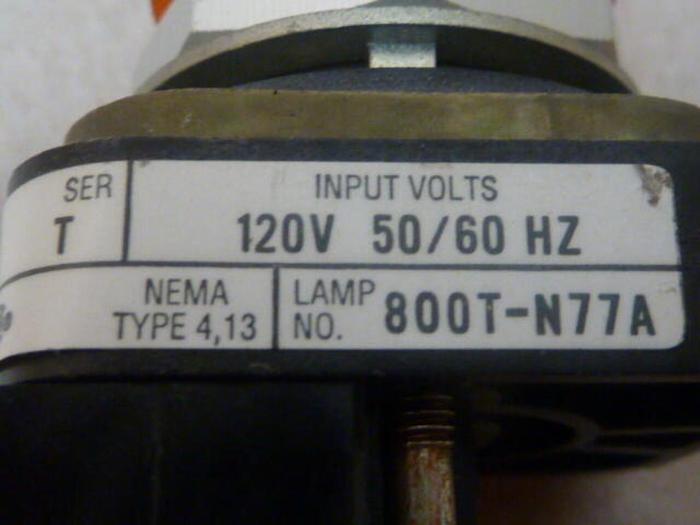 SER
T
INPUT VOLTS
120V 50/60 HZ
NEMA
TYPE 4,13
LAMP
NO. 800T-N77A